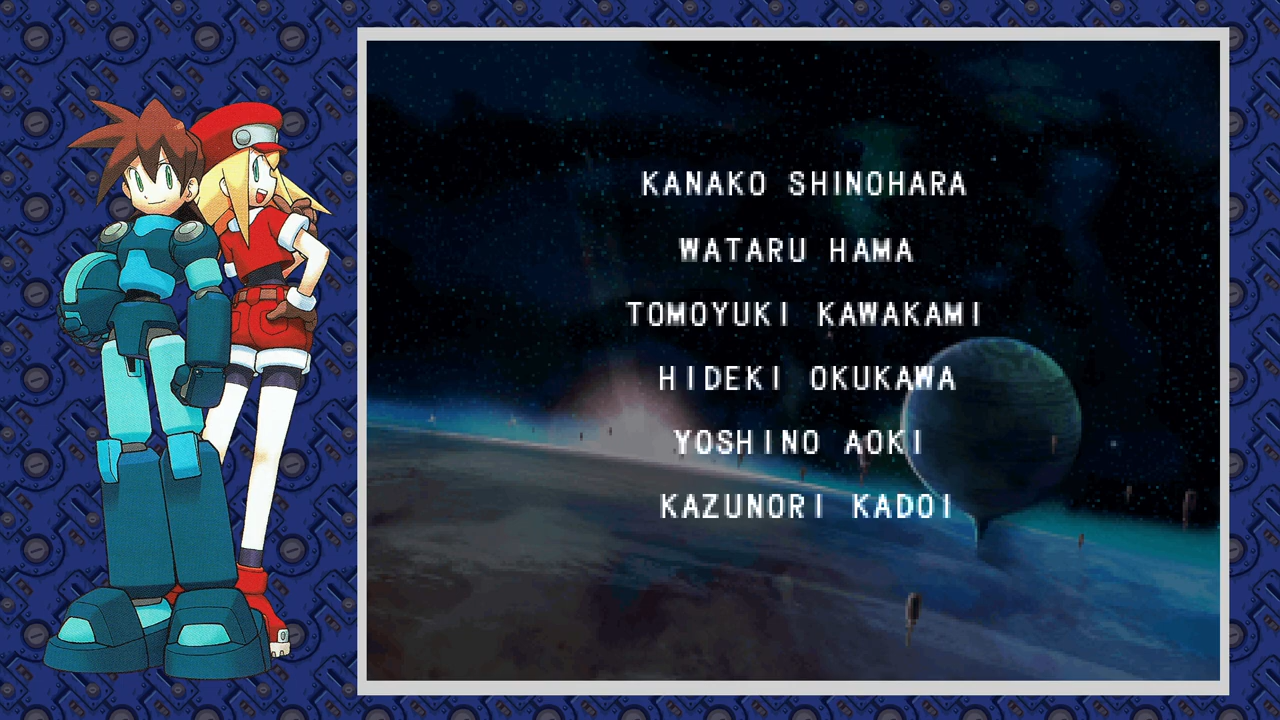 KANAKO SHINOHARA
WATARU HAMA
TOMOYUKI KAWAKAMI
HIDEKI OKUKAWA
YOSHINO AOKI
KAZUNORI KADOI